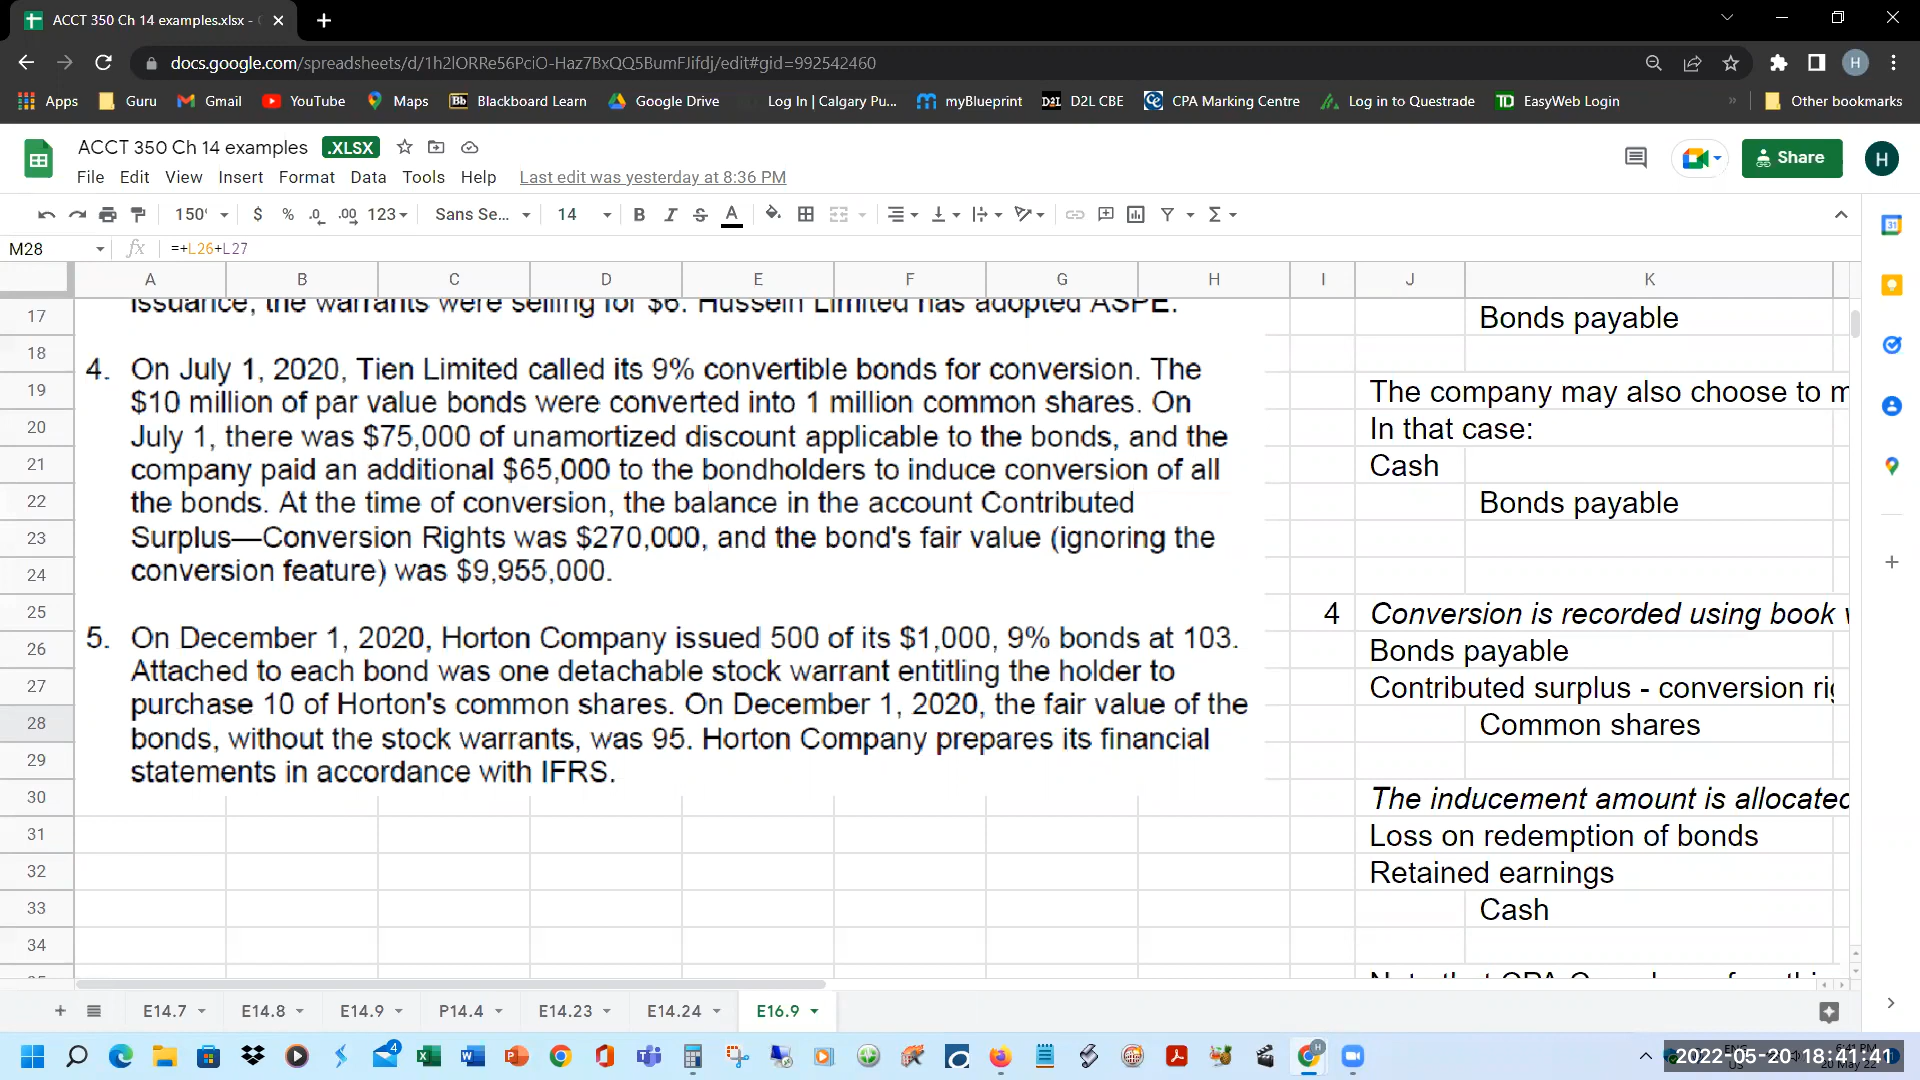 ACCT 350 Ch 14 examples.xlsx -
docs.google.com/spreadsheets/d/1h2lORRe56PciO-Haz7BxQQ5BumFJifdj/edit#gid=992542460
H
Apps Guru Gmail YouTube Maps Bb Blackboard Learn Google Drive Log In | Calgary Pu... myBlueprint D2L D2L CBE CPA Marking Centre Log in to Questrade TD EasyWeb Login » Other bookmarks
ACCT 350 Ch 14 examples .XLSX
Share H
File Edit View Insert Format Data Tools Help Last edit was yesterday at 8:36 PM
150% $ % .0 .00 123 Sans Se... 14 B I S A
M28 fx =+L26+L27
A B C D E F G H I J K
17 issuance, the warrants were selling for $6. Hussein Limited has adopted ASPE. Bonds payable
18 4. On July 1, 2020, Tien Limited called its 9% convertible bonds for conversion. The
19 $10 million of par value bonds were converted into 1 million common shares. On The company may also choose to m
20 July 1, there was $75,000 of unamortized discount applicable to the bonds, and the In that case:
21 company paid an additional $65,000 to the bondholders to induce conversion of all Cash
22 the bonds. At the time of conversion, the balance in the account Contributed Bonds payable
23 Surplus—Conversion Rights was $270,000, and the bond's fair value (ignoring the
24 conversion feature) was $9,955,000.
25 4 Conversion is recorded using book v
26 5. On December 1, 2020, Horton Company issued 500 of its $1,000, 9% bonds at 103. Bonds payable
27 Attached to each bond was one detachable stock warrant entitling the holder to Contributed surplus - conversion rig
28 purchase 10 of Horton's common shares. On December 1, 2020, the fair value of the Common shares
29 bonds, without the stock warrants, was 95. Horton Company prepares its financial
statements in accordance with IFRS.
30 The inducement amount is allocated
31 Loss on redemption of bonds
32 Retained earnings
33 Cash
34
E14.7 E14.8 E14.9 P14.4 E14.23 E14.24 E16.9
4
2022-05-20 18:41:41